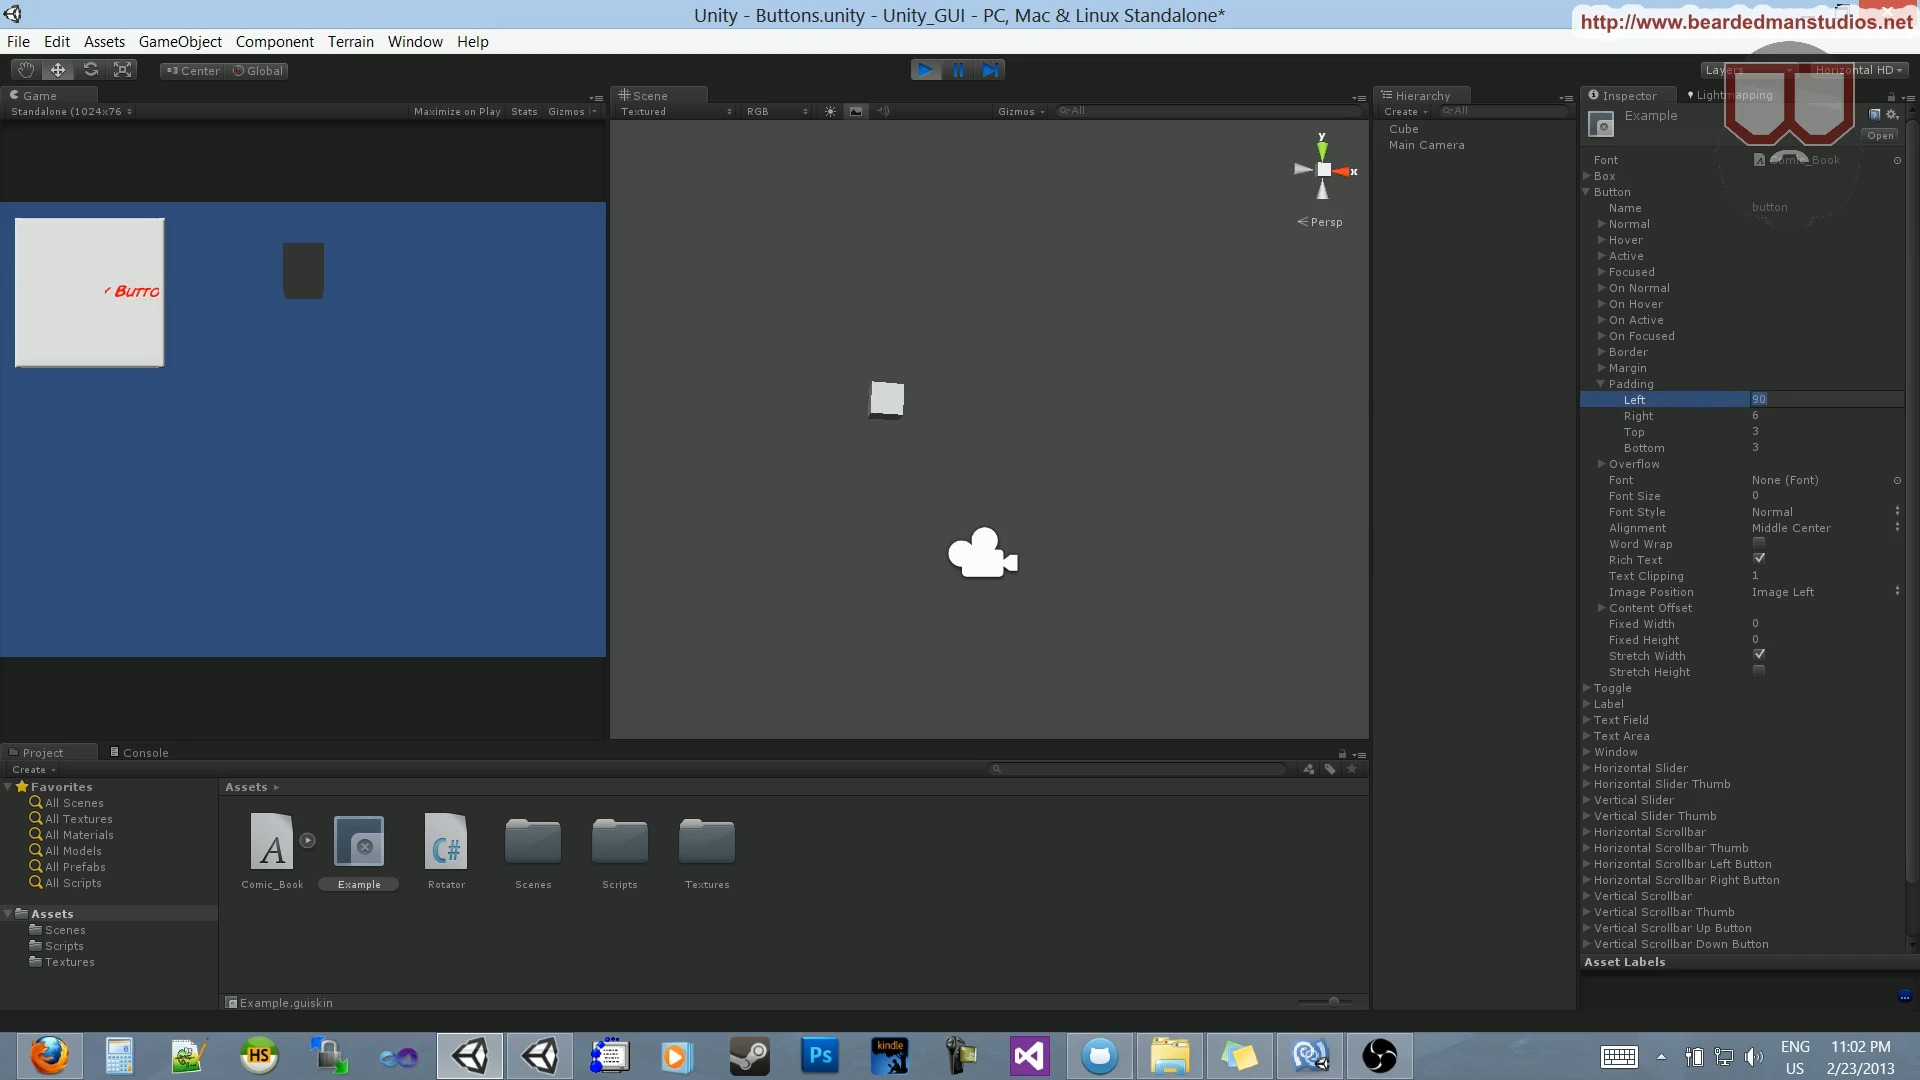 Unity - Buttons.unity - Unity_GUI - PC, Mac & Linux Standalone*
http://www.beardedmanstudios.net
File Edit Assets GameObject Component Terrain Window Help
Center Global
Layers Horizontal HD
Game
Standalone (1024x76
Maximize on Play Stats Gizmos
Y Butto
Scene
Textured RGB Gizmos All
y
x
Persp
Hierarchy
Create All
Cube
Main Camera
Inspector Lightmapping
Example
Open
Font Comic_Book
Box
Button
Name button
Normal
Hover
Active
Focused
On Normal
On Hover
On Active
On Focused
Border
Margin
Padding
Left 90
Right 6
Top 3
Bottom 3
Overflow
Font None (Font)
Font Size 0
Font Style Normal
Alignment Middle Center
Word Wrap
Rich Text
Text Clipping 1
Image Position Image Left
Content Offset
Fixed Width 0
Fixed Height 0
Stretch Width
Stretch Height
Toggle
Label
Text Field
Text Area
Window
Horizontal Slider
Horizontal Slider Thumb
Vertical Slider
Vertical Slider Thumb
Horizontal Scrollbar
Horizontal Scrollbar Thumb
Horizontal Scrollbar Left Button
Horizontal Scrollbar Right Button
Vertical Scrollbar
Vertical Scrollbar Thumb
Vertical Scrollbar Up Button
Vertical Scrollbar Down Button
Asset Labels
Project Console
Create
Favorites
All Scenes
All Textures
All Materials
All Models
All Prefabs
All Scripts
Assets
Scenes
Scripts
Textures
Assets
A
C#
Comic_Book Example Rotator Scenes Scripts Textures
Example.guiskin
HS
Ps
kindle
ENG
US
11:02 PM
2/23/2013